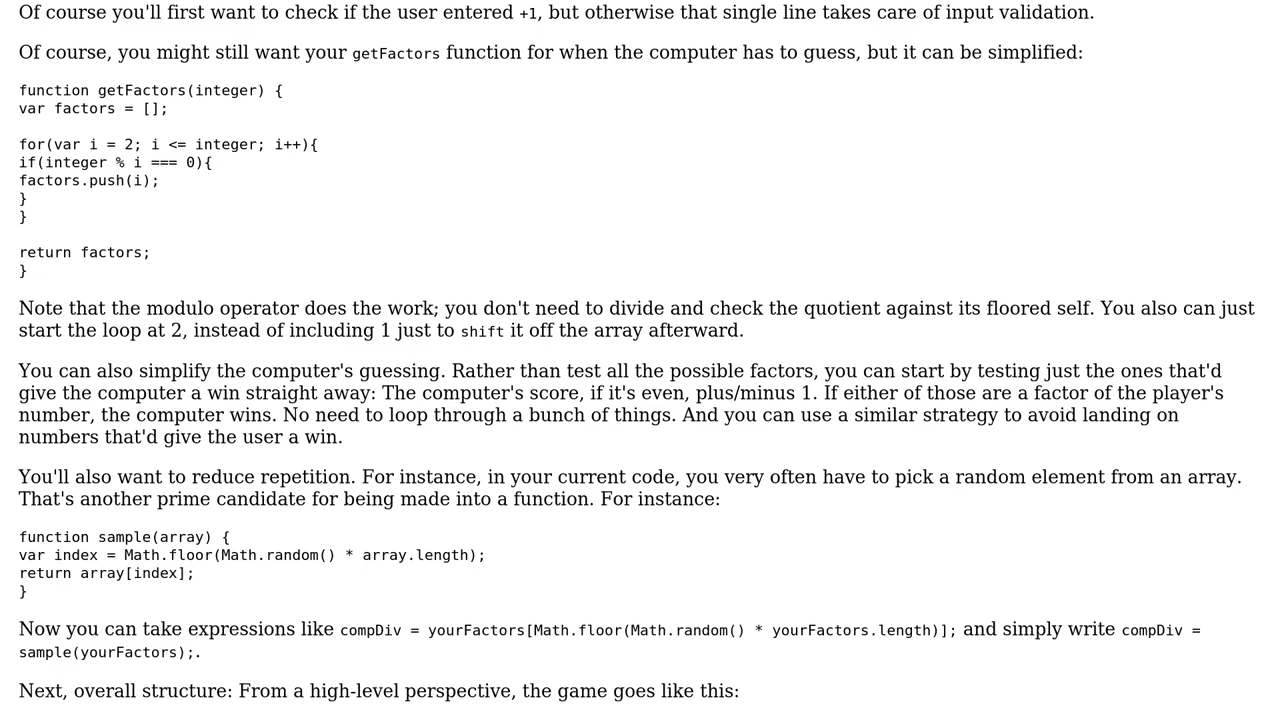 Of course you'll first want to check if the user entered +1, but otherwise that single line takes care of input validation.
Of course, you might still want your getFactors function for when the computer has to guess, but it can be simplified:
function getFactors(integer) {
var factors = [];
for(var i = 2; i <= integer; i++){
if(integer % i === 0){
factors.push(i);
}
}
return factors;
}
Note that the modulo operator does the work; you don't need to divide and check the quotient against its floored self. You also can just
start the loop at 2, instead of including 1 just to shift it off the array afterward.
You can also simplify the computer's guessing. Rather than test all the possible factors, you can start by testing just the ones that'd
give the computer a win straight away: The computer's score, if it's even, plus/minus 1. If either of those are a factor of the player's
number, the computer wins. No need to loop through a bunch of things. And you can use a similar strategy to avoid landing on
numbers that'd give the user a win.
You'll also want to reduce repetition. For instance, in your current code, you very often have to pick a random element from an array.
That's another prime candidate for being made into a function. For instance:
function sample(array) {
var index = Math.floor(Math.random() * array.length);
return array[index];
}
Now you can take expressions like compDiv = yourFactors[Math.floor(Math.random() * yourFactors.length)]; and simply write compDiv =
sample(yourFactors);.
Next, overall structure: From a high-level perspective, the game goes like this: